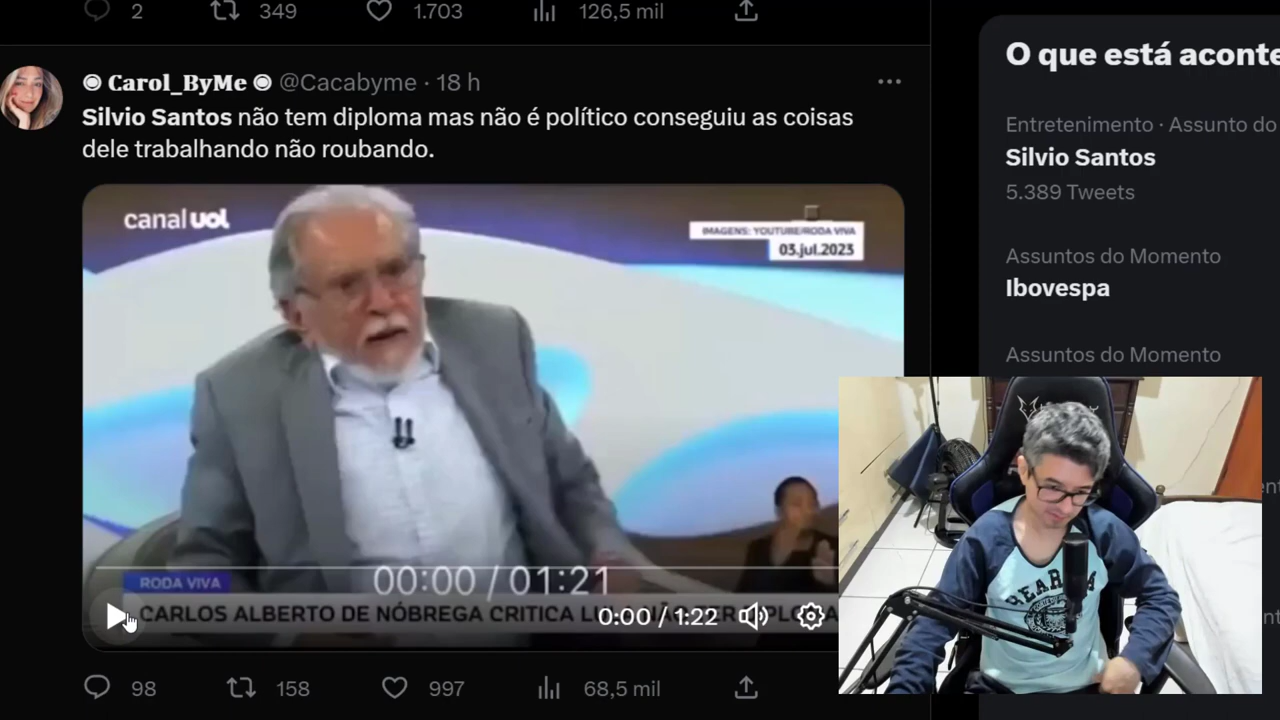 2 349 1.703 126,5 mil
Carol_ByMe @Cacabyme · 18 h
Silvio Santos não tem diploma mas não é político conseguiu as coisas
dele trabalhando não roubando.
canal uol
IMAGENS: YOUTUBE/RODA VIVA
03.jul.2023
00:00 / 01:21
RODA VIVA
CARLOS ALBERTO DE NÓBREGA CRITICA
0:00 / 1:22
98 158 997 68,5 mil
O que está aconte
Entretenimento · Assunto do
Silvio Santos
5.389 Tweets
Assuntos do Momento
Ibovespa
Assuntos do Momento